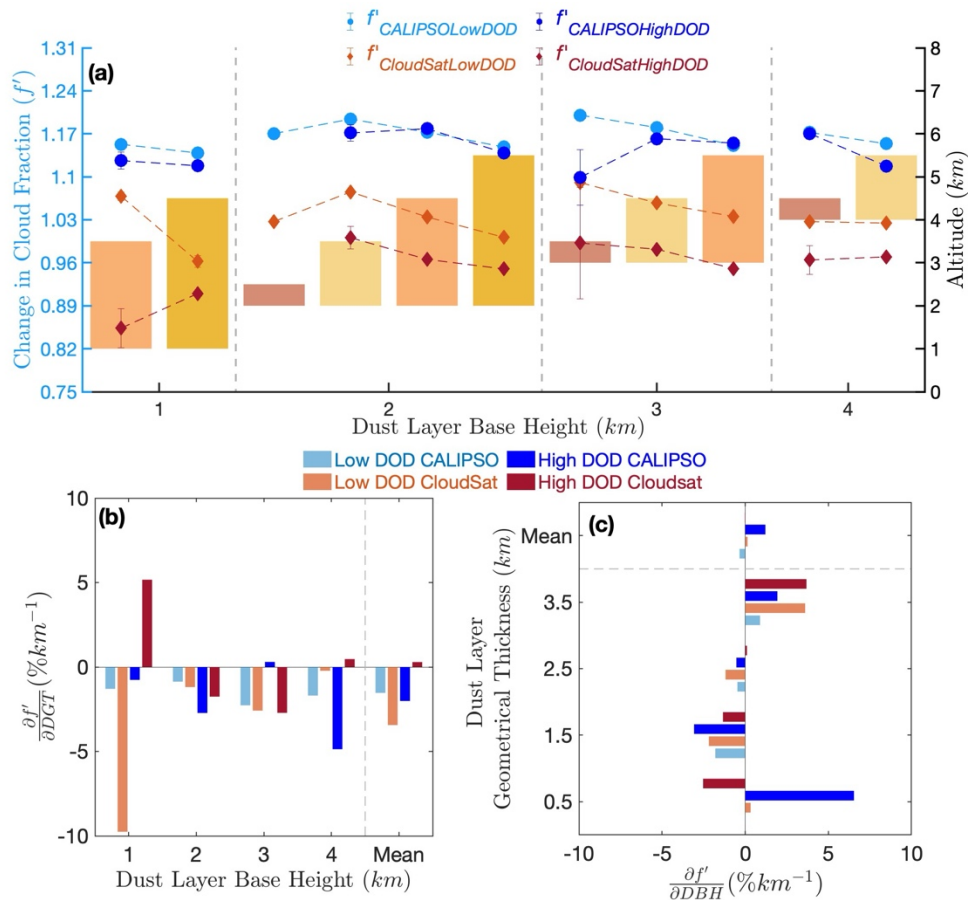 f'CALIPSOLowDOD f'CALIPSOHighDOD
f'CloudSatLowDOD f'CloudSatHighDOD
(a)
Change in Cloud Fraction (f')
1.31
1.24
1.17
1.1
1.03
0.96
0.89
0.82
0.75
8
7
6
5
4
3
2
1
0
Altitude (km)
1 2 3 4
Dust Layer Base Height (km)
Low DOD CALIPSO High DOD CALIPSO
Low DOD CloudSat High DOD Cloudsat
(b)
∂f'/∂DGT (%km⁻¹)
10
5
0
-5
-10
1 2 3 4 Mean
Dust Layer Base Height (km)
(c)
Dust Layer
Geometrical Thickness (km)
Mean
3.5
2.5
1.5
0.5
-10 -5 0 5 10
∂f'/∂DBH (%km⁻¹)